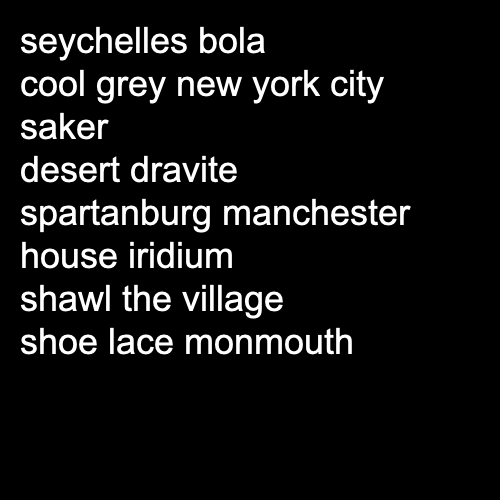 seychelles bola
cool grey new york city
saker
desert dravite
spartanburg manchester
house iridium
shawl the village
shoe lace monmouth